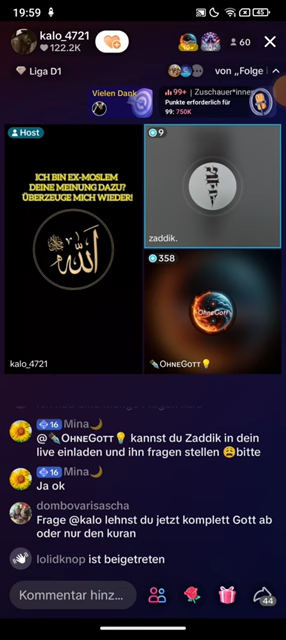 19:59
45
kalo_4721
122.2K
60
Liga D1
von „Folge
Vielen Dank
99+ | Zuschauer*innen
Punkte erforderlich für
99: 750K
Host
ICH BIN EX-MOSLEM
DEINE MEINUNG DAZU?
ÜBERZEUGE MICH WIEDER!
الله
kalo_4721
9
zaddik.
358
OhneGott
OHNEGOTT
16 Mina
@ OHNEGOTT kannst du Zaddik in dein
live einladen und ihn fragen stellen bitte
16 Mina
Ja ok
dombovarisascha
Frage @kalo lehnst du jetzt komplett Gott ab
oder nur den kuran
lolidknop ist beigetreten
Kommentar hinz...
44